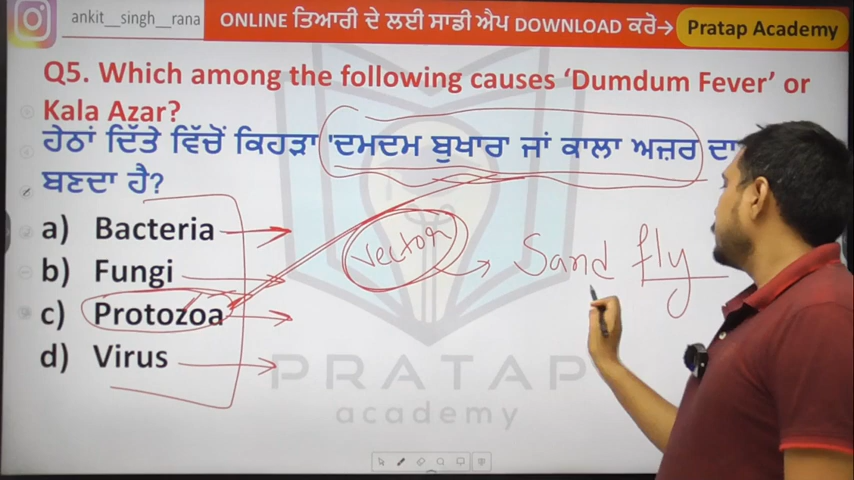 ankit__singh__rana
ONLINE ਤਿਆਰੀ ਦੇ ਲਈ ਸਾਡੀ ਐਪ DOWNLOAD ਕਰੋ→
Pratap Academy
Q5. Which among the following causes ‘Dumdum Fever’ or
Kala Azar?
ਹੇਠਾਂ ਦਿੱਤੇ ਵਿੱਚੋਂ ਕਿਹੜਾ 'ਦਮਦਮ ਬੁਖਾਰ' ਜਾਂ ਕਾਲਾ ਅਜ਼ਰ ਦਾ
ਬਣਦਾ ਹੈ?
a) Bacteria
b) Fungi
c) Protozoa
d) Virus
Vector → Sand fly
PRATAP
academy